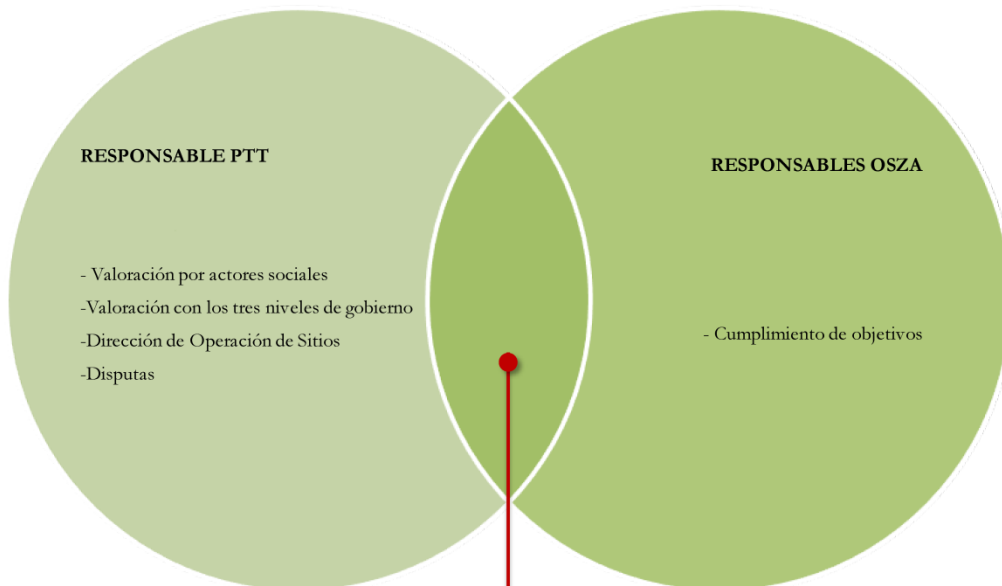 RESPONSABLE PTT
- Valoración por actores sociales
-Valoración con los tres niveles de gobierno
-Dirección de Operación de Sitios
-Disputas
RESPONSABLES OSZA
- Cumplimiento de objetivos